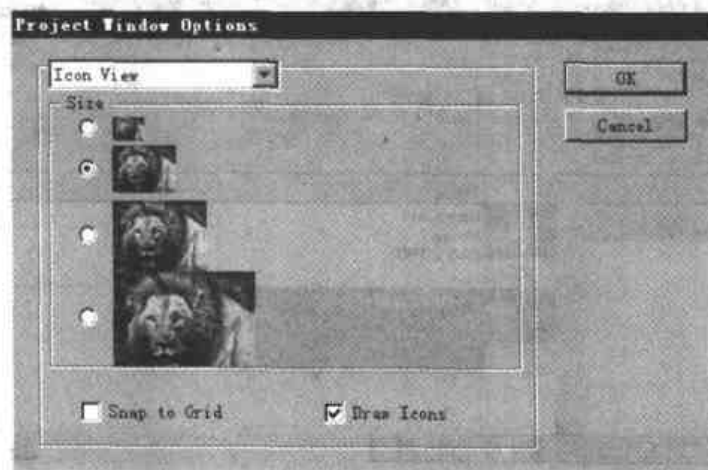 Project Window Options
Icon View
OK
Size
Cancel
Snap to Grid
Draw Icons